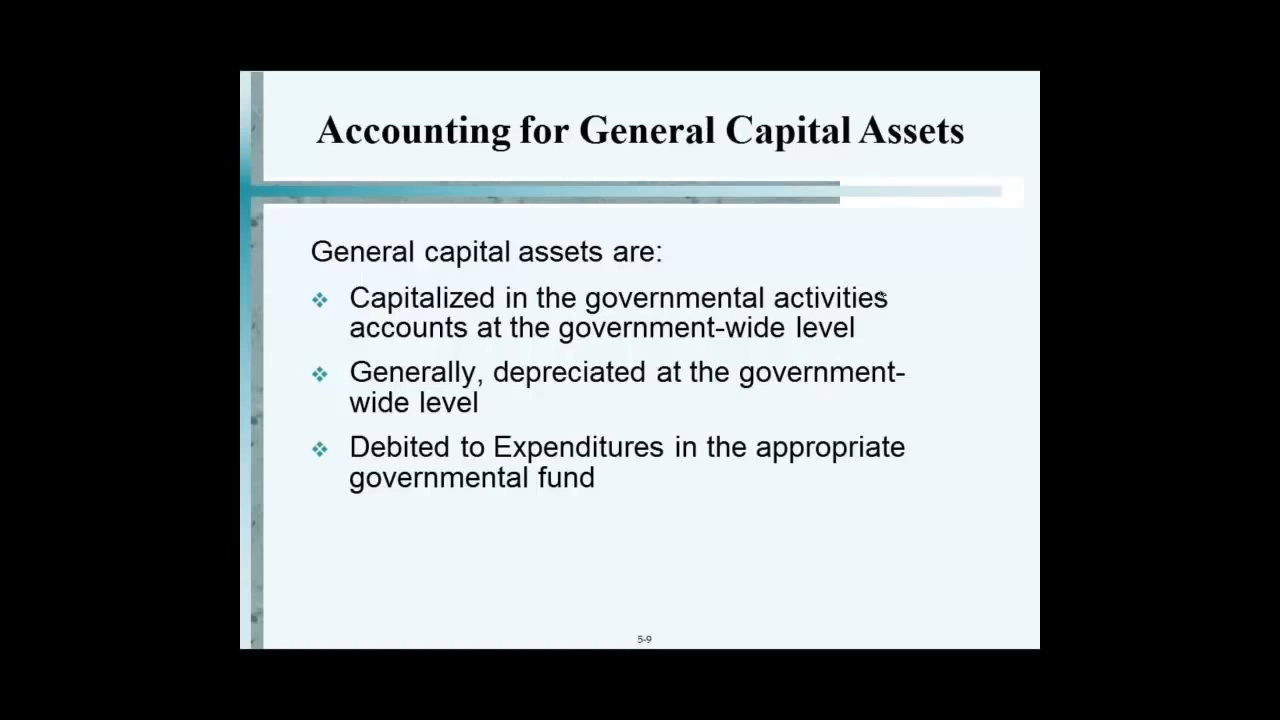 Accounting for General Capital Assets
General capital assets are:
Capitalized in the governmental activities
accounts at the government-wide level
Generally, depreciated at the government-
wide level
Debited to Expenditures in the appropriate
governmental fund
5-9